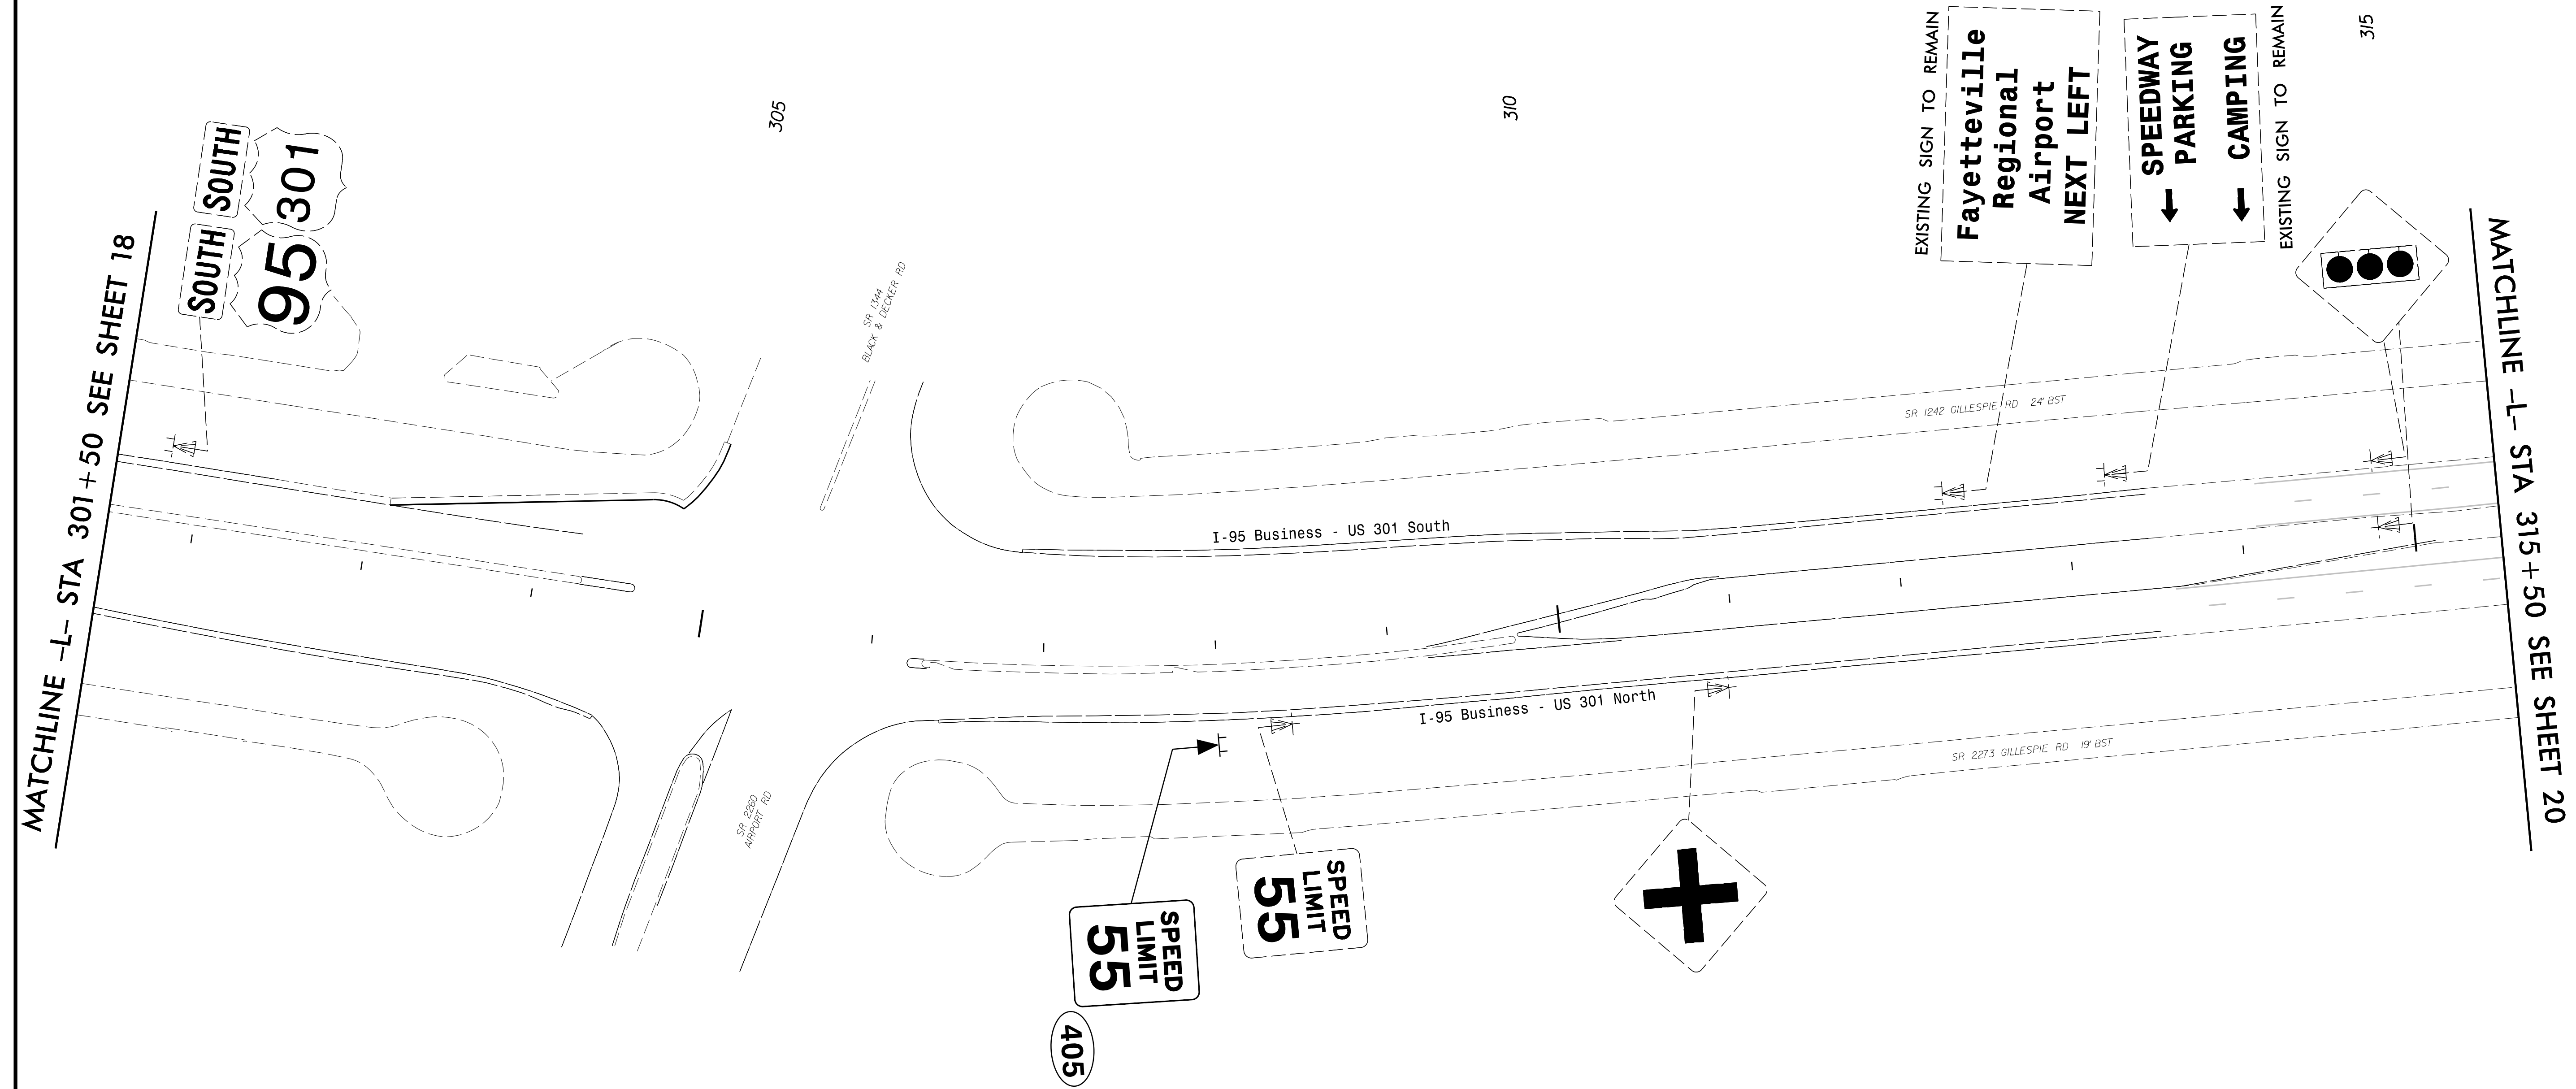 MATCHLINE -L- STA 301+50 SEE SHEET 18
SOUTH
95
SOUTH
301
305
SR 1344
BLACK & DECKER RD
310
EXISTING SIGN TO REMAIN
Fayetteville
Regional
Airport
NEXT LEFT
SPEEDWAY
PARKING
CAMPING
EXISTING SIGN TO REMAIN
315
SR 1242 GILLESPIE RD 24' BST
I-95 Business - US 301 South
I-95 Business - US 301 North
SR 2273 GILLESPIE RD 19' BST
SR 2260
AIRPORT RD
SPEED
LIMIT
55
405
SPEED
LIMIT
55
MATCHLINE -L- STA 315+50 SEE SHEET 20